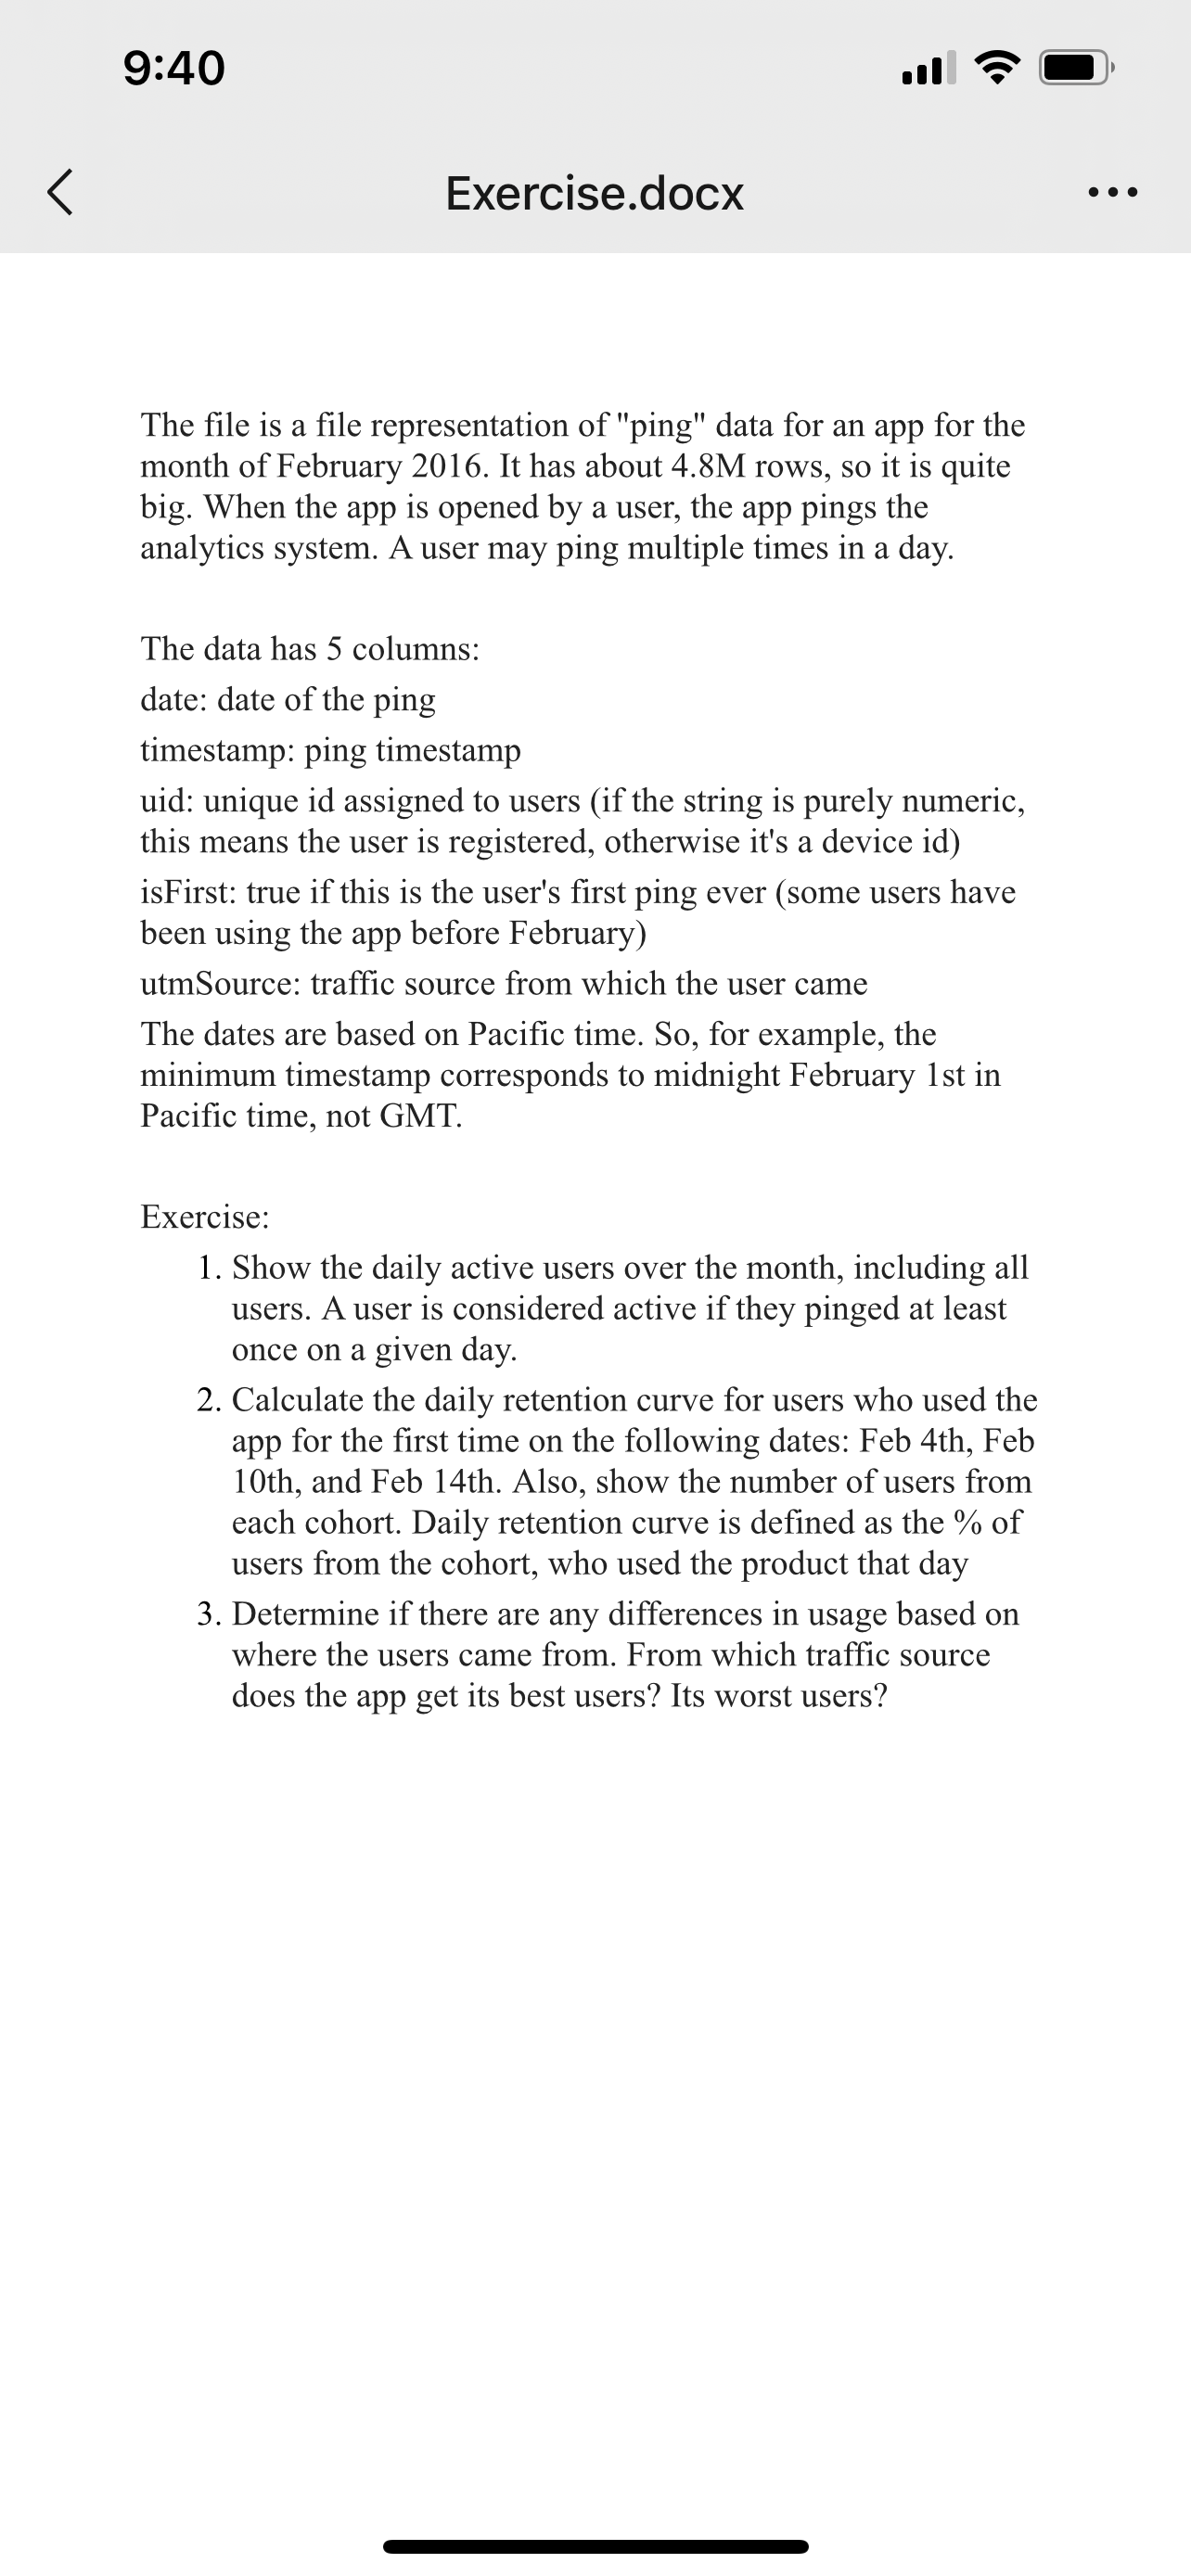 9:40
Exercise.docx
The file is a file representation of "ping" data for an app for the
month of February 2016. It has about 4.8M rows, so it is quite
big. When the app is opened by a user, the app pings the
analytics system. A user may ping multiple times in a day.
The data has 5 columns:
date: date of the ping
timestamp: ping timestamp
uid: unique id assigned to users (if the string is purely numeric,
this means the user is registered, otherwise it's a device id)
isFirst: true if this is the user's first ping ever (some users have
been using the app before February)
utmSource: traffic source from which the user came
The dates are based on Pacific time. So, for example, the
minimum timestamp corresponds to midnight February 1st in
Pacific time, not GMT.
Exercise:
1. Show the daily active users over the month, including all
users. A user is considered active if they pinged at least
once on a given day.
2. Calculate the daily retention curve for users who used the
app for the first time on the following dates: Feb 4th, Feb
10th, and Feb 14th. Also, show the number of users from
each cohort. Daily retention curve is defined as the % of
users from the cohort, who used the product that day
3. Determine if there are any differences in usage based on
where the users came from. From which traffic source
does the app get its best users? Its worst users?